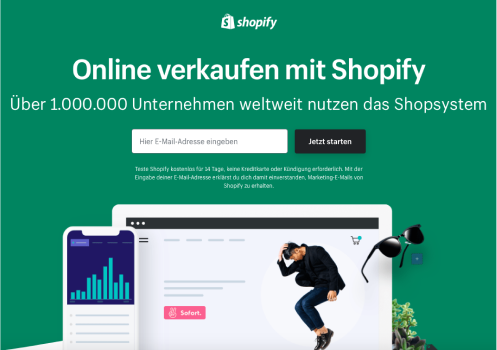 shopify
Online verkaufen mit Shopify
Über 1.000.000 Unternehmen weltweit nutzen das Shopsystem
Hier E-Mail-Adresse eingeben
Jetzt starten
Teste Shopify kostenlos für 14 Tage, keine Kreditkarte oder Kündigung erforderlich. Mit der
Eingabe deiner E-Mail-Adresse erklärst du dich damit einverstanden, Marketing-E-Mails von
Shopify zu erhalten.
Sofort.